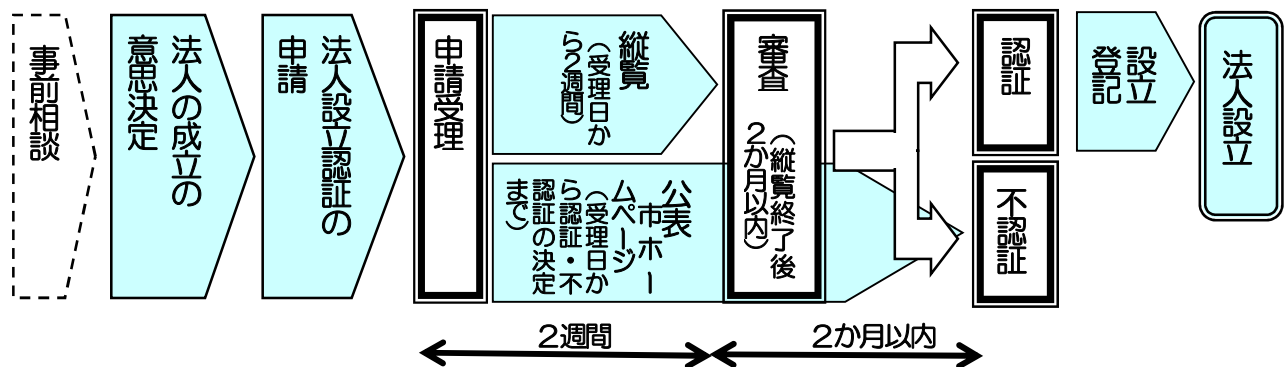 事前相談
法人の成立の
意思決定
法人設立認証の
申請
申請受理
縦覧
（受理日か
ら２週間）
公表
市ホー
ムページ
（受理日か
ら認証・不
認証の決定
まで）
審査
（縦覧終了後
２か月以内）
認証
不認証
設立
登記
法人設立
２週間
２か月以内